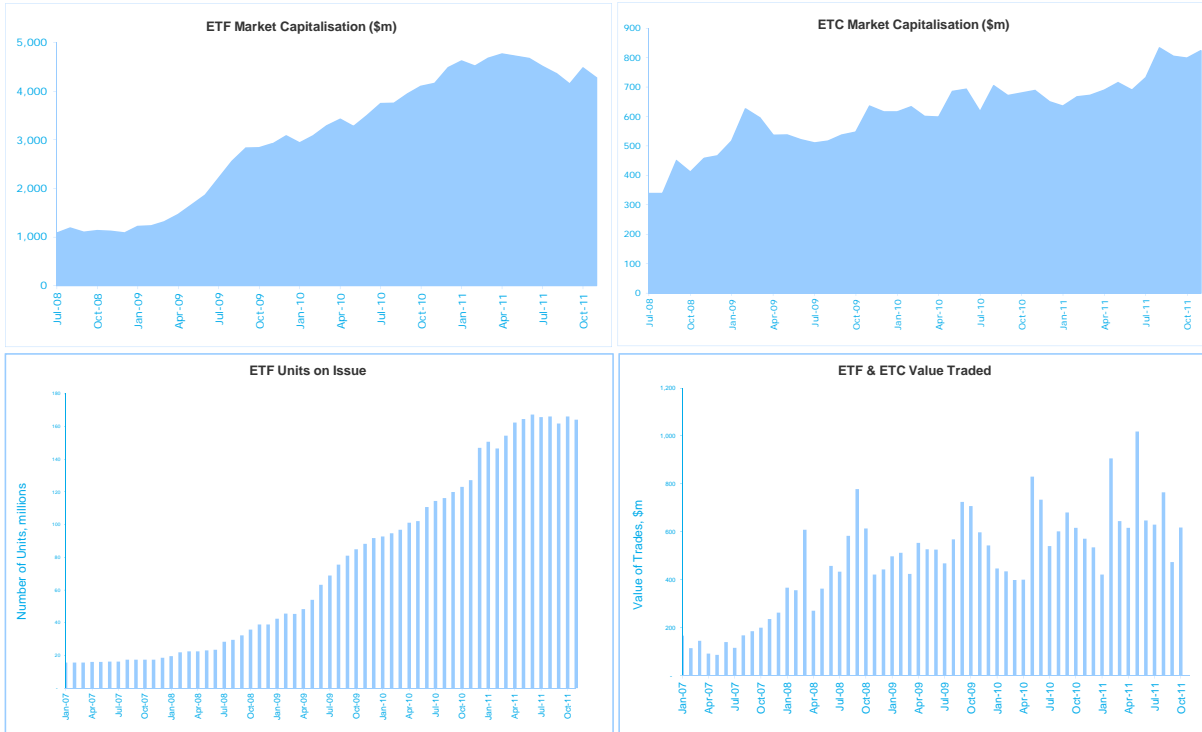 ETF Market Capitalisation ($m)
5,000
4,000
3,000
2,000
1,000
0
Jul-08
Oct-08
Jan-09
Apr-09
Jul-09
Oct-09
Jan-10
Apr-10
Jul-10
Oct-10
Jan-11
Apr-11
Jul-11
Oct-11
ETC Market Capitalisation ($m)
900
800
700
600
500
400
300
200
100
0
Jul-08
Oct-08
Jan-09
Apr-09
Jul-09
Oct-09
Jan-10
Apr-10
Jul-10
Oct-10
Jan-11
Apr-11
Jul-11
Oct-11
ETF Units on Issue
Number of Units, millions
180
160
140
120
100
80
60
40
20
-
Jan-07
Apr-07
Jul-07
Oct-07
Jan-08
Apr-08
Jul-08
Oct-08
Jan-09
Apr-09
Jul-09
Oct-09
Jan-10
Apr-10
Jul-10
Oct-10
Jan-11
Apr-11
Jul-11
Oct-11
ETF & ETC Value Traded
Value of Trades, $m
1,200
1,000
800
600
400
200
-
Jan-07
Apr-07
Jul-07
Oct-07
Jan-08
Apr-08
Jul-08
Oct-08
Jan-09
Apr-09
Jul-09
Oct-09
Jan-10
Apr-10
Jul-10
Oct-10
Jan-11
Apr-11
Jul-11
Oct-11